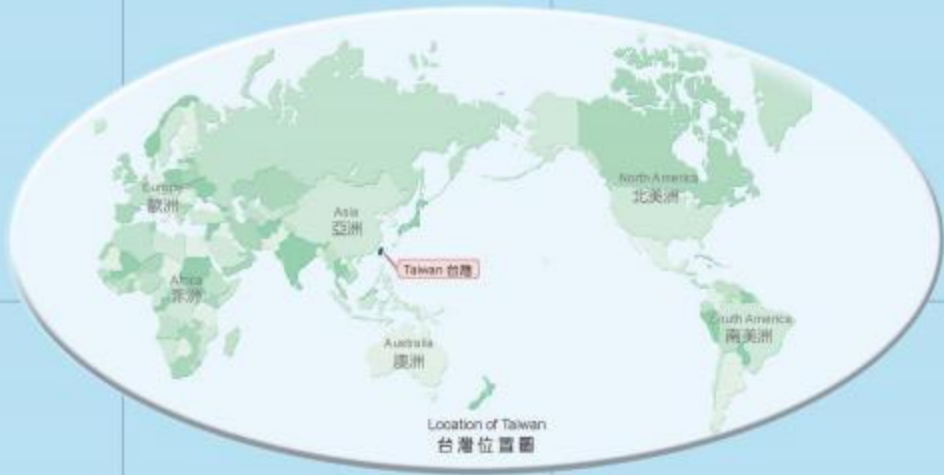 Europe
歐洲
Asia
亞洲
North America
北美洲
Taiwan 台灣
Africa
非洲
South America
南美洲
Australia
澳洲
Location of Taiwan
台灣位置圖